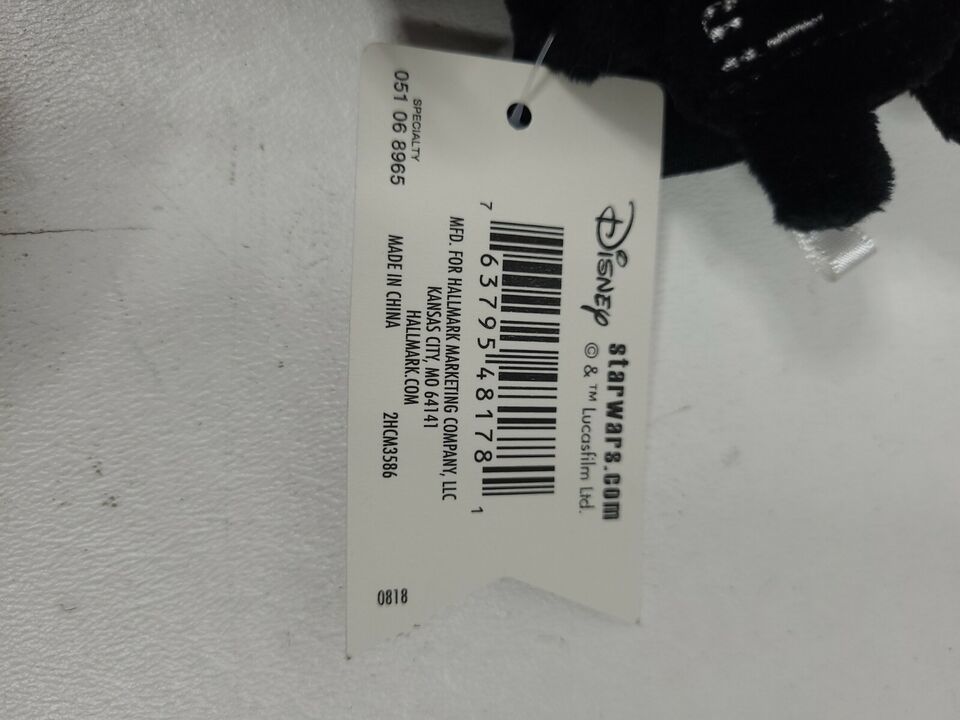 Disney starwars.com
© & ™ Lucasfilm Ltd.
7 63795 48178 1
MFD. FOR HALLMARK MARKETING COMPANY, LLC
KANSAS CITY, MO 64141
HALLMARK.COM
MADE IN CHINA 2HCM3586
SPECIALTY
051 06 8965
0818